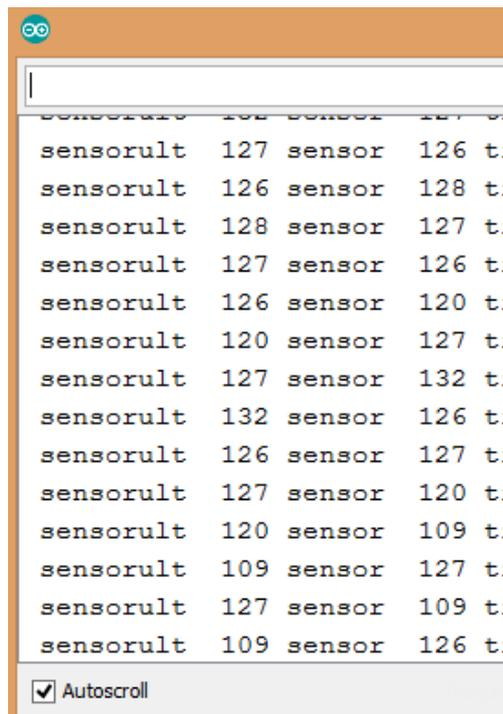 sensorult 127 sensor 126 t
sensorult 126 sensor 128 t
sensorult 128 sensor 127 t
sensorult 127 sensor 126 t
sensorult 126 sensor 120 t
sensorult 120 sensor 127 t
sensorult 127 sensor 132 t
sensorult 132 sensor 126 t
sensorult 126 sensor 127 t
sensorult 127 sensor 120 t
sensorult 120 sensor 109 t
sensorult 109 sensor 127 t
sensorult 127 sensor 109 t
sensorult 109 sensor 126 t
Autoscroll